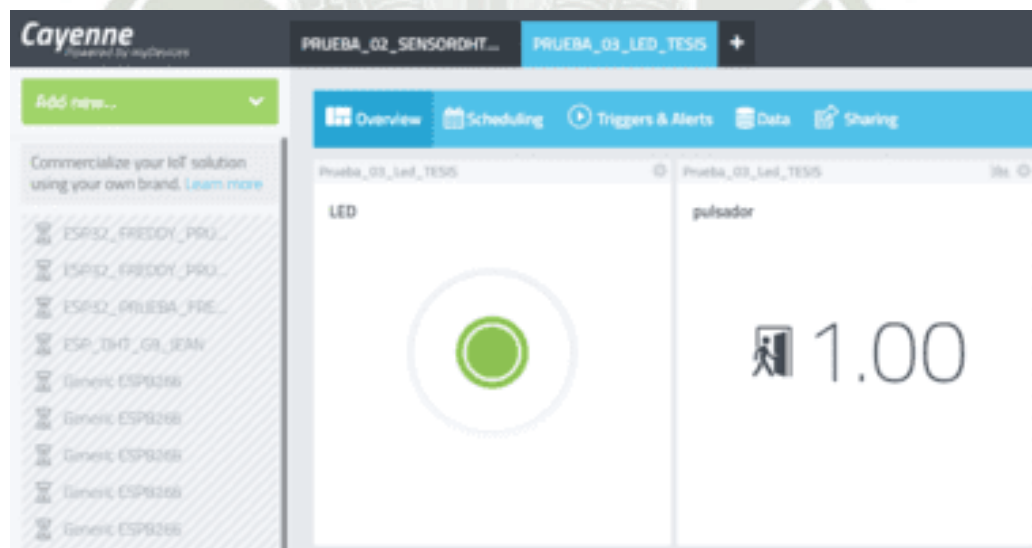 Cayenne
Powered by myDevices
PRUEBA_02_SENSORDHT...
PRUEBA_03_LED_TESIS
+
Add new...
Overview
Scheduling
Triggers & Alerts
Data
Sharing
Commercialize your IoT solution
using your own brand. Learn more
ESP32_FREDDY_PRU...
ESP32_FREDDY_PRU...
ESP32_PRUEBA_FRE...
Generic ESP8266
Generic ESP8266
Generic ESP8266
Generic ESP8266
Generic ESP8266
Prueba_03_Led_TESIS
LED
Prueba_03_Led_TESIS
pulsador
1.00